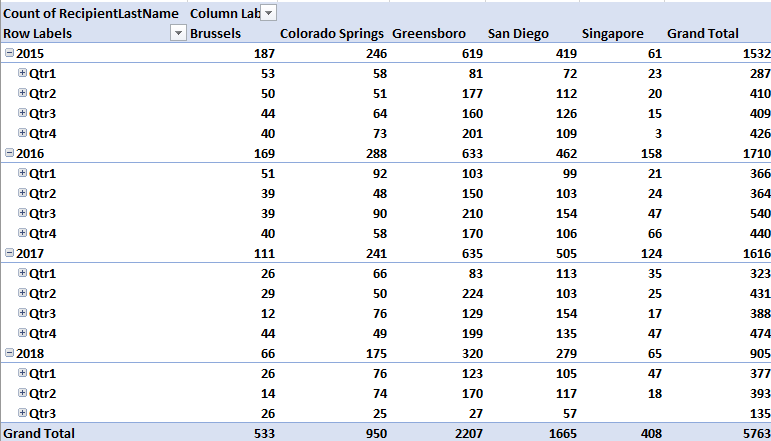 Count of RecipientLastName Column Lab
Row Labels Brussels Colorado Springs Greensboro San Diego Singapore Grand Total
2015 187 246 619 419 61 1532
Qtr1 53 58 81 72 23 287
Qtr2 50 51 177 112 20 410
Qtr3 44 64 160 126 15 409
Qtr4 40 73 201 109 3 426
2016 169 288 633 462 158 1710
Qtr1 51 92 103 99 21 366
Qtr2 39 48 150 103 24 364
Qtr3 39 90 210 154 47 540
Qtr4 40 58 170 106 66 440
2017 111 241 635 505 124 1616
Qtr1 26 66 83 113 35 323
Qtr2 29 50 224 103 25 431
Qtr3 12 76 129 154 17 388
Qtr4 44 49 199 135 47 474
2018 66 175 320 279 65 905
Qtr1 26 76 123 105 47 377
Qtr2 14 74 170 117 18 393
Qtr3 26 25 27 57 135
Grand Total 533 950 2207 1665 408 5763